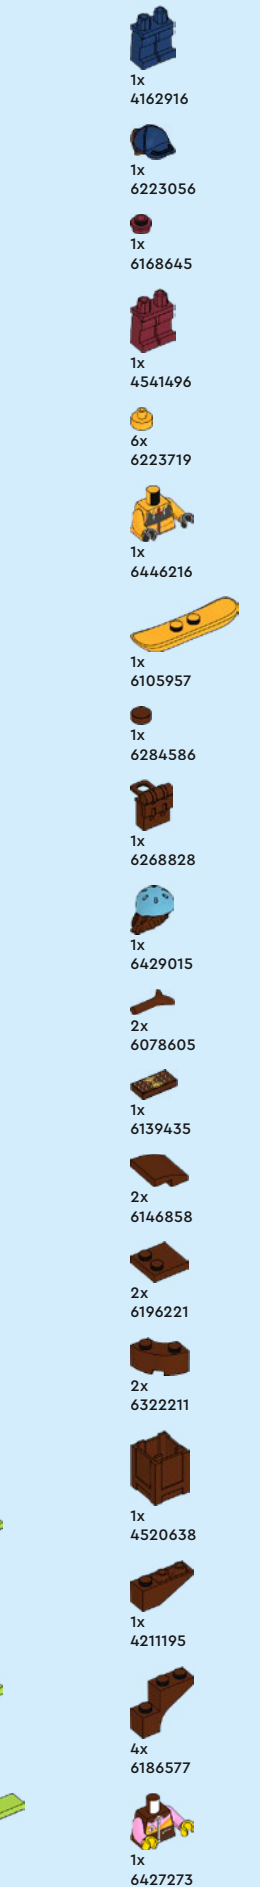 1x
4162916
1x
6223056
1x
6168645
1x
4541496
6x
6223719
1x
6446216
1x
6105957
1x
6284586
1x
6268828
1x
6429015
2x
6078605
1x
6139435
2x
6146858
2x
6196221
2x
6322211
1x
4520638
1x
4211195
4x
6186577
1x
6427273